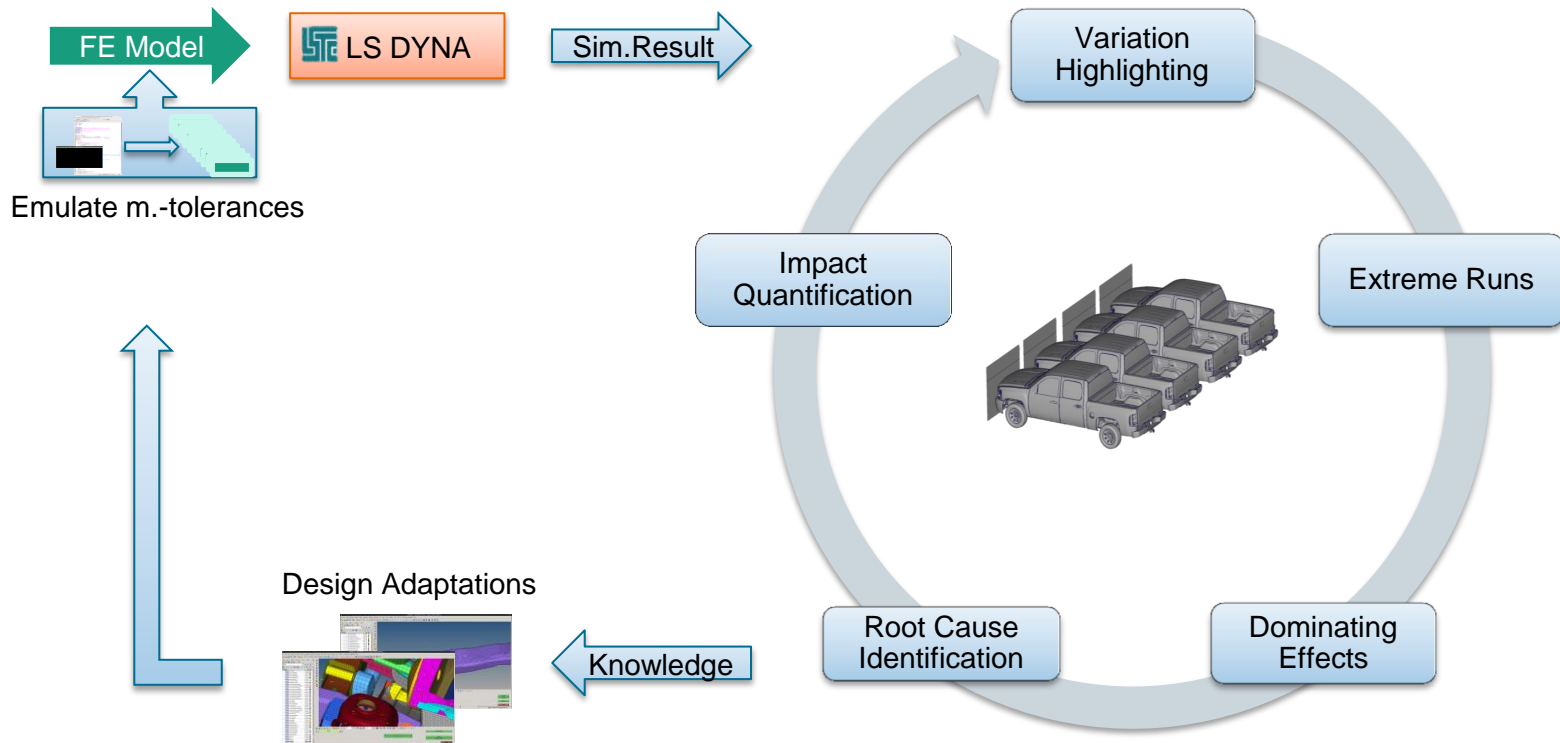 FE Model
LSTC LS DYNA
Sim.Result
Variation
Highlighting
Emulate m.-tolerances
Impact
Quantification
Extreme Runs
Design Adaptations
Root Cause
Identification
Dominating
Effects
Knowledge